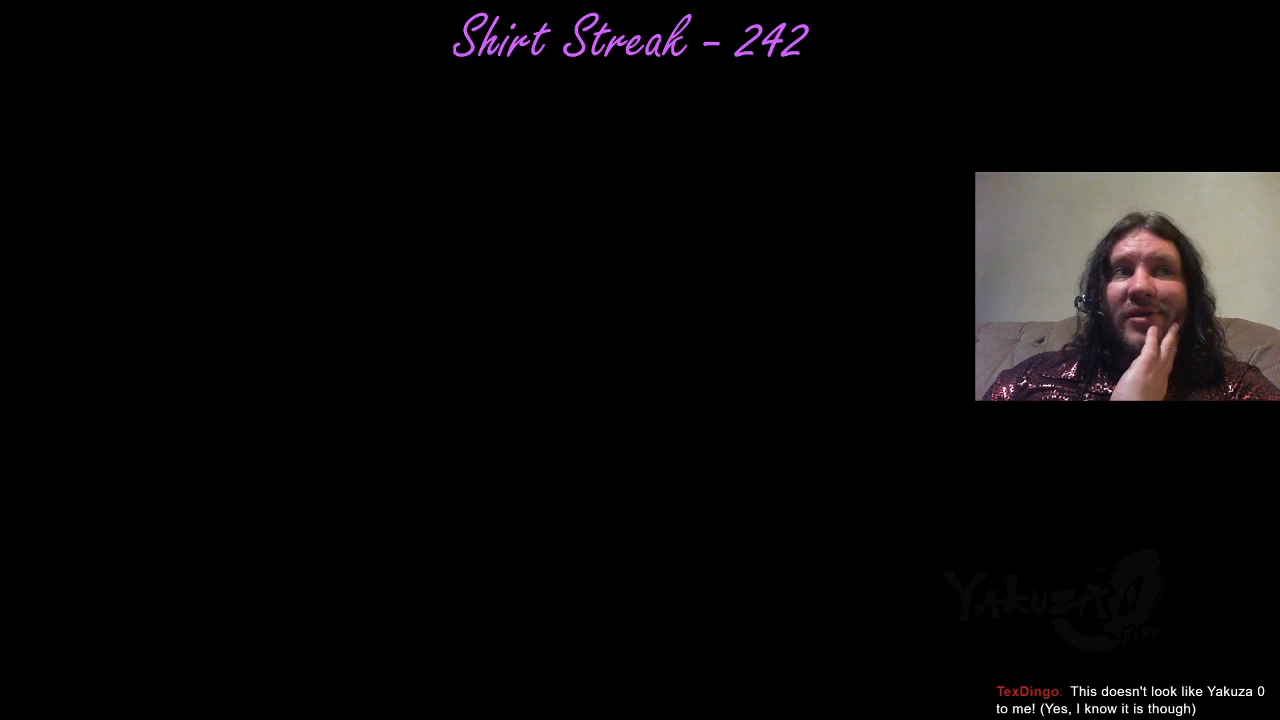 Shirt Streak - 242
Yakuza 0
ZERO
TexDingo: This doesn't look like Yakuza 0
to me! (Yes, I know it is though)